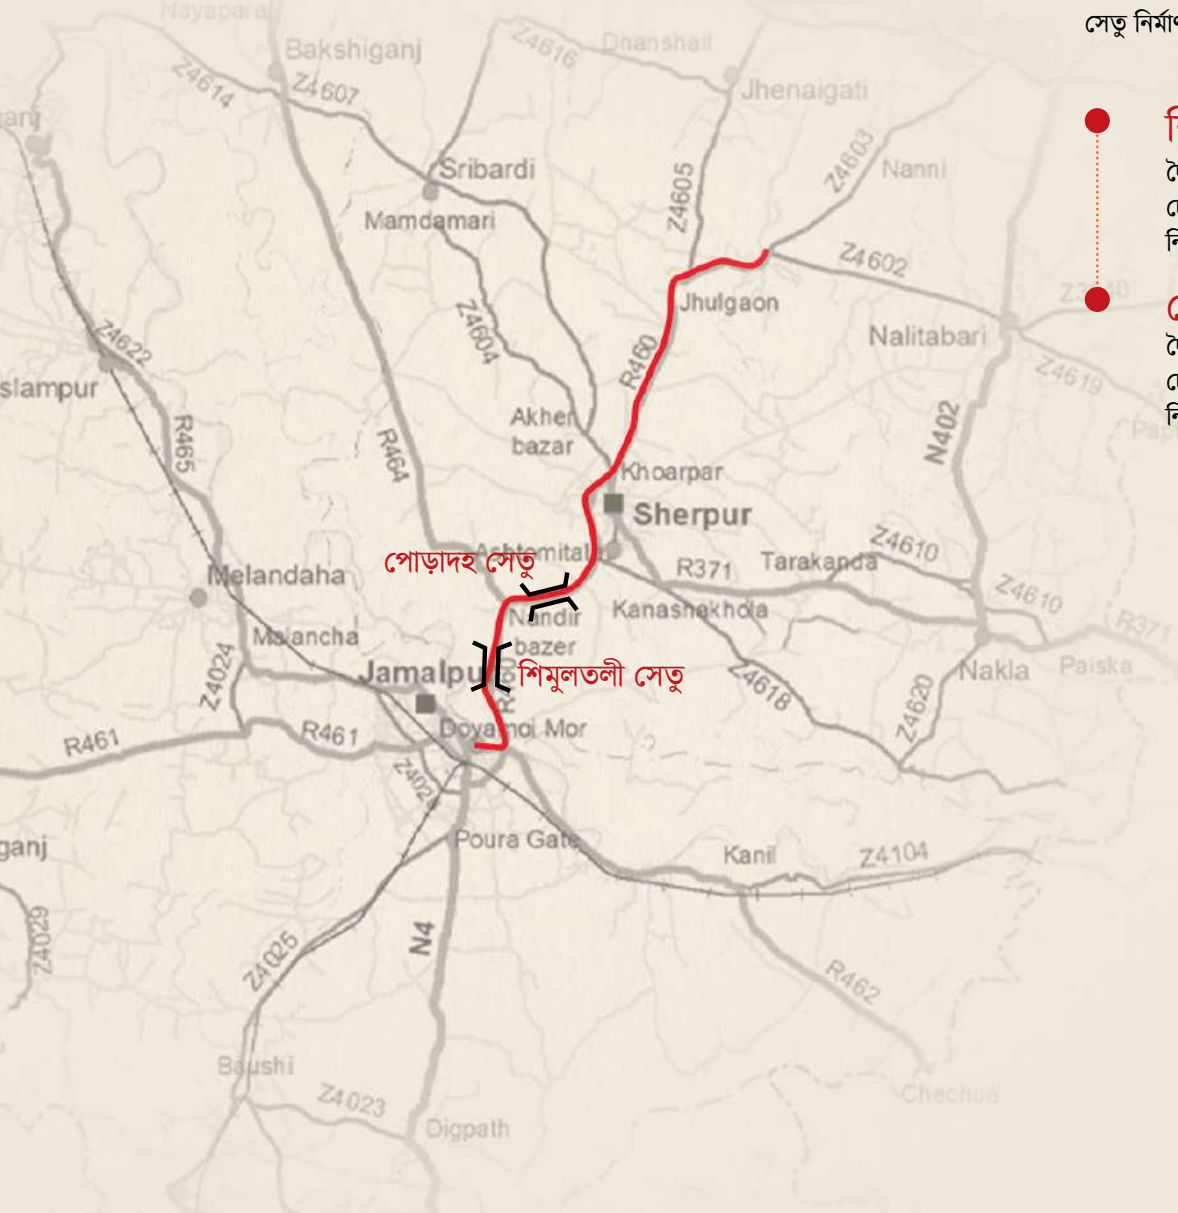 Nayapara
সেতু নির্মাণ
Bakshiganj
Z4616
Dhanshail
Z4614
Z4607
Jhenaigati
Z4603
Sribardi
Nanni
Z4605
Mamdamari
Z4602
Jhulgaon
Z4604
Z4622
Nalitabari
R460
Z4619
slampur
Akher
bazar
R465
R464
N402
Khoarpar
Sherpur
পোড়াদহ সেতু
Z4610
R371
Tarakanda
Melandaha
Z4610
Kanashakhola
Nandir
bazer
R371
Malancha
Z4024
Jamalpu
শিমুলতলী সেতু
Z4618
Nakla
Paiska
Z4620
R461
R461
Mor
Poura Gate
Kanil
Z4104
ganj
Z4029
N4
Z4025
R462
Baushi
Z4023
Chechua
Digpath